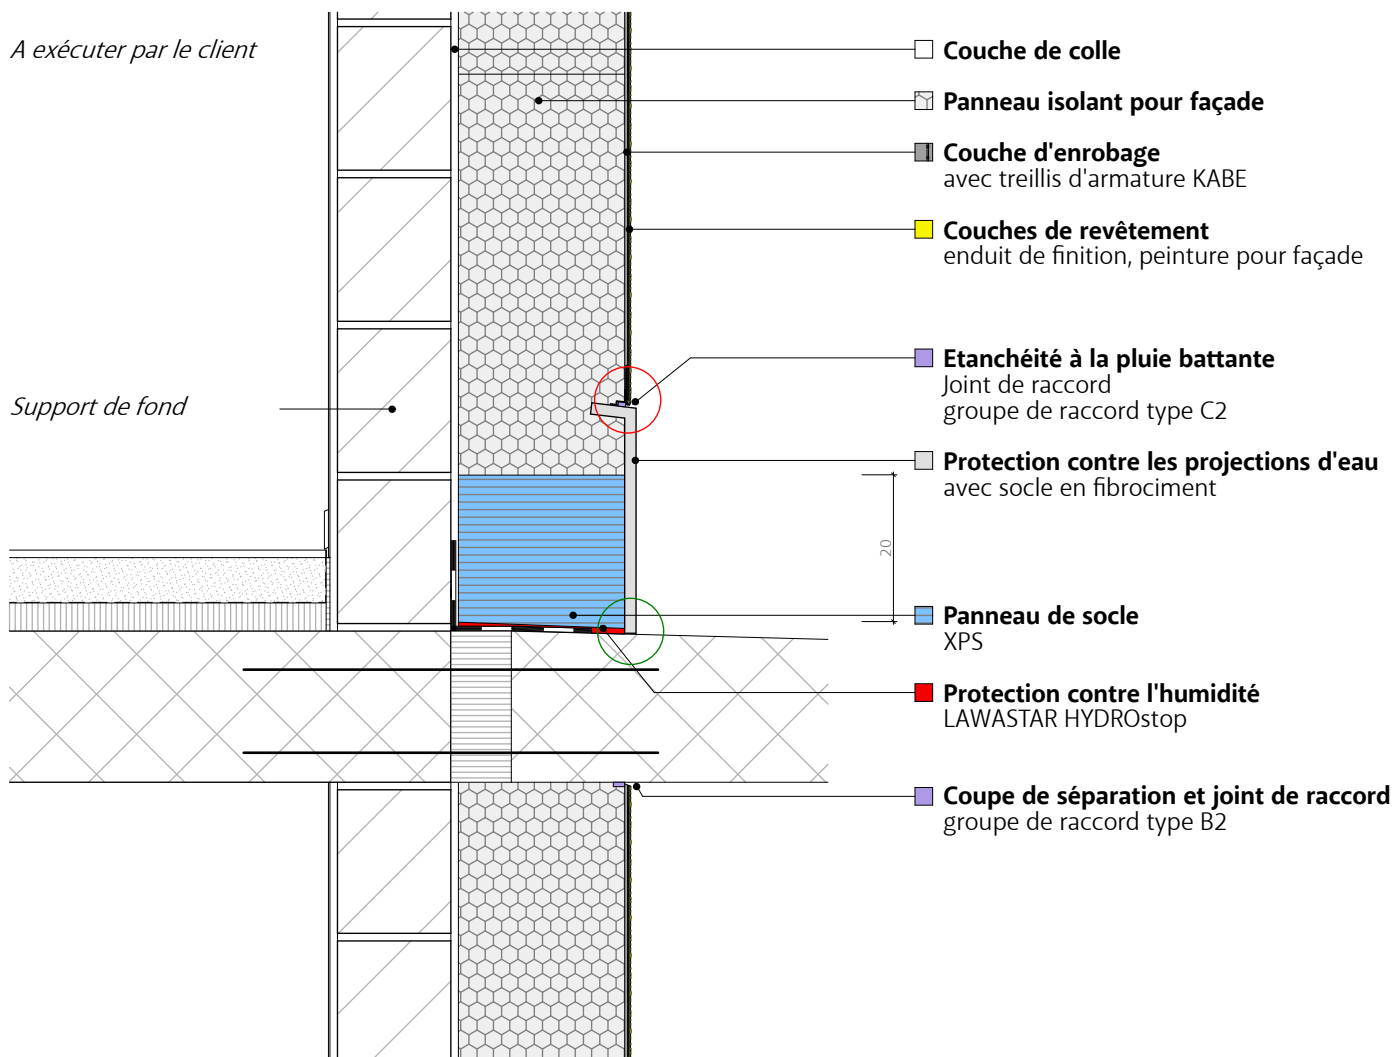 A exécuter par le client
Couche de colle
Panneau isolant pour façade
Couche d'enrobage
avec treillis d'armature KABE
Couches de revêtement
enduit de finition, peinture pour façade
Etanchéité à la pluie battante
Joint de raccord
groupe de raccord type C2
Support de fond
Protection contre les projections d'eau
avec socle en fibrociment
20
Panneau de socle
XPS
Protection contre l'humidité
LAWASTAR HYDROstop
Coupe de séparation et joint de raccord
groupe de raccord type B2